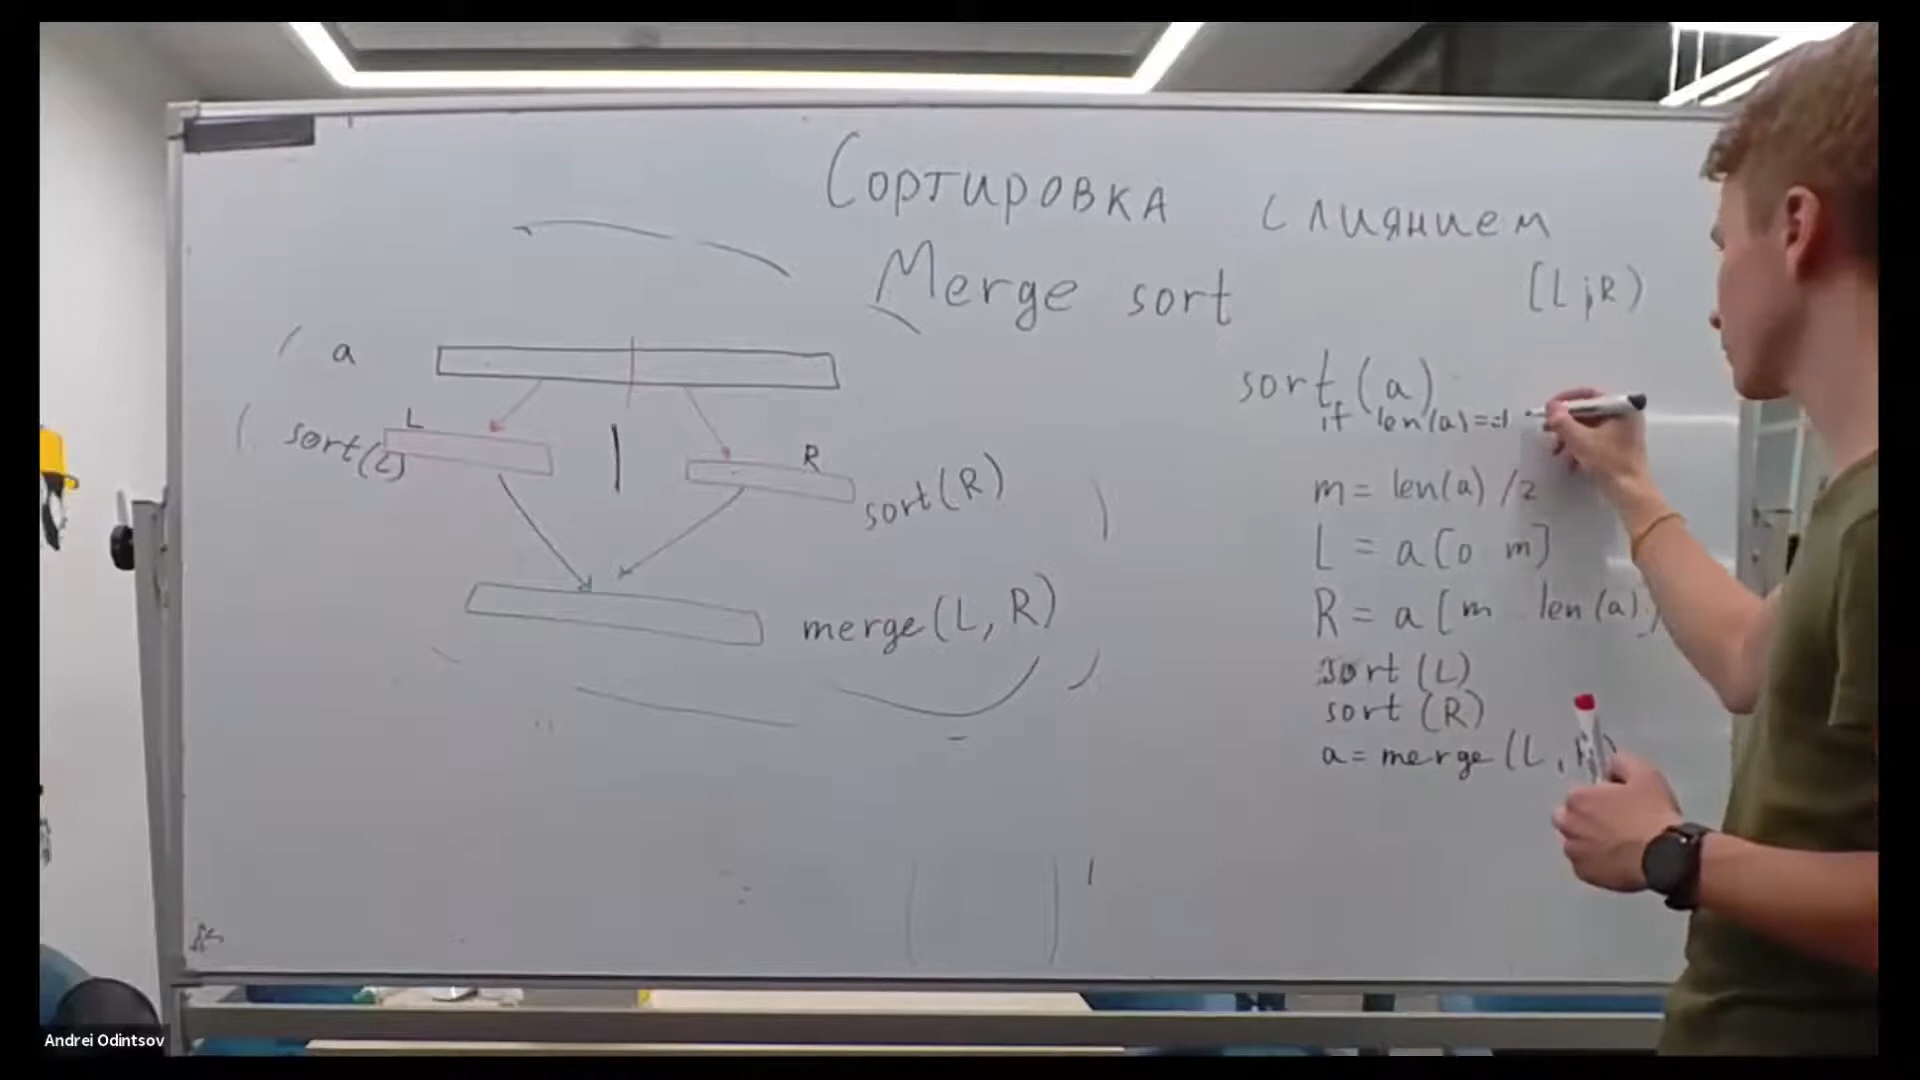 Сортировка слиянием
Merge sort
[L;R)
a
L
sort(L)
R
sort(R)
merge(L, R)
sort(a)
if len(a)==1
m = len(a) /2
L = a[0 m]
R = a[m len(a))
sort (L)
sort (R)
a = merge (L,
Andrei Odintsov